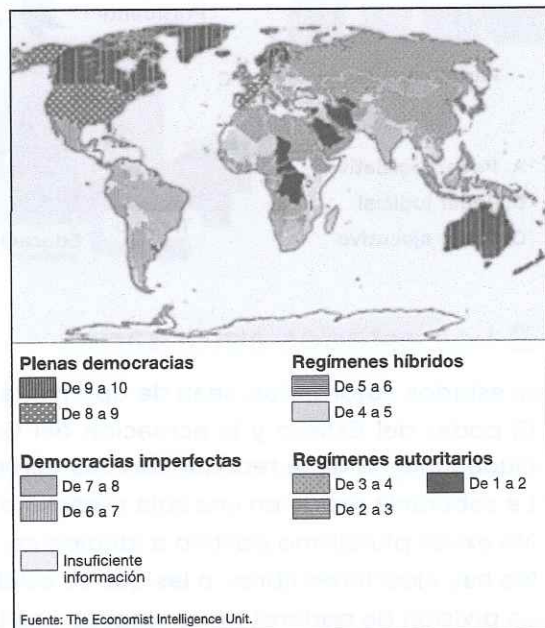 Plenas democracias
De 9 a 10
De 8 a 9
Democracias imperfectas
De 7 a 8
De 6 a 7
Insuficiente
información
Regímenes híbridos
De 5 a 6
De 4 a 5
Regímenes autoritarios
De 3 a 4
De 1 a 2
De 2 a 3
Fuente: The Economist Intelligence Unit.